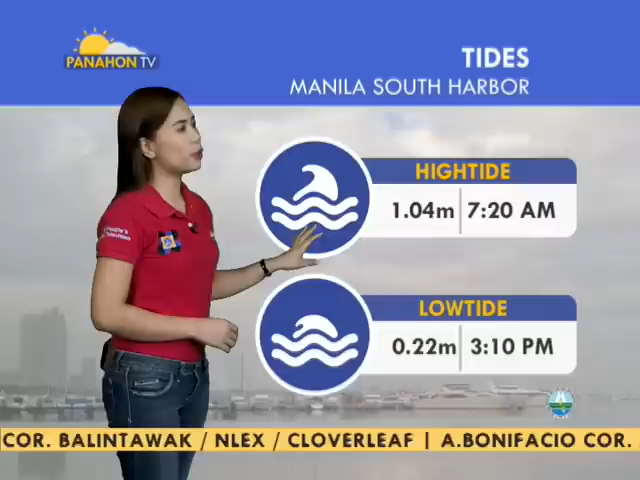 PANAHON TV
TIDES
MANILA SOUTH HARBOR
HIGHTIDE
1.04m 7:20 AM
LOWTIDE
0.22m 3:10 PM
COR. BALINTAWAK / NLEX / CLOVERLEAF | A.BONIFACIO COR.